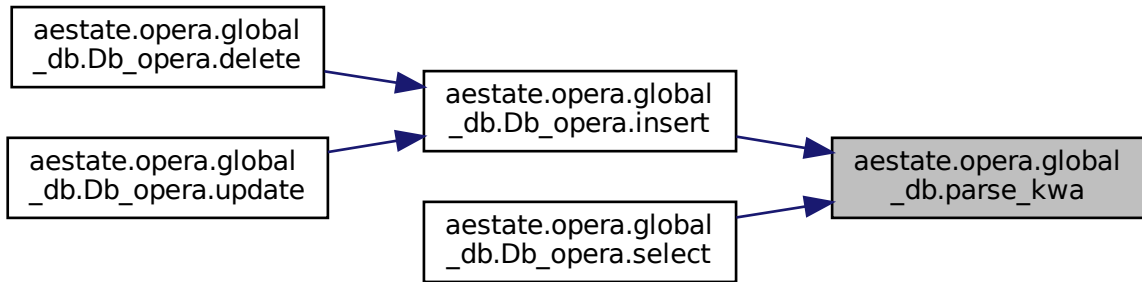 aestate.opera.global
_db.Db_opera.delete
aestate.opera.global
_db.Db_opera.update
aestate.opera.global
_db.Db_opera.insert
aestate.opera.global
_db.Db_opera.select
aestate.opera.global
_db.parse_kwa